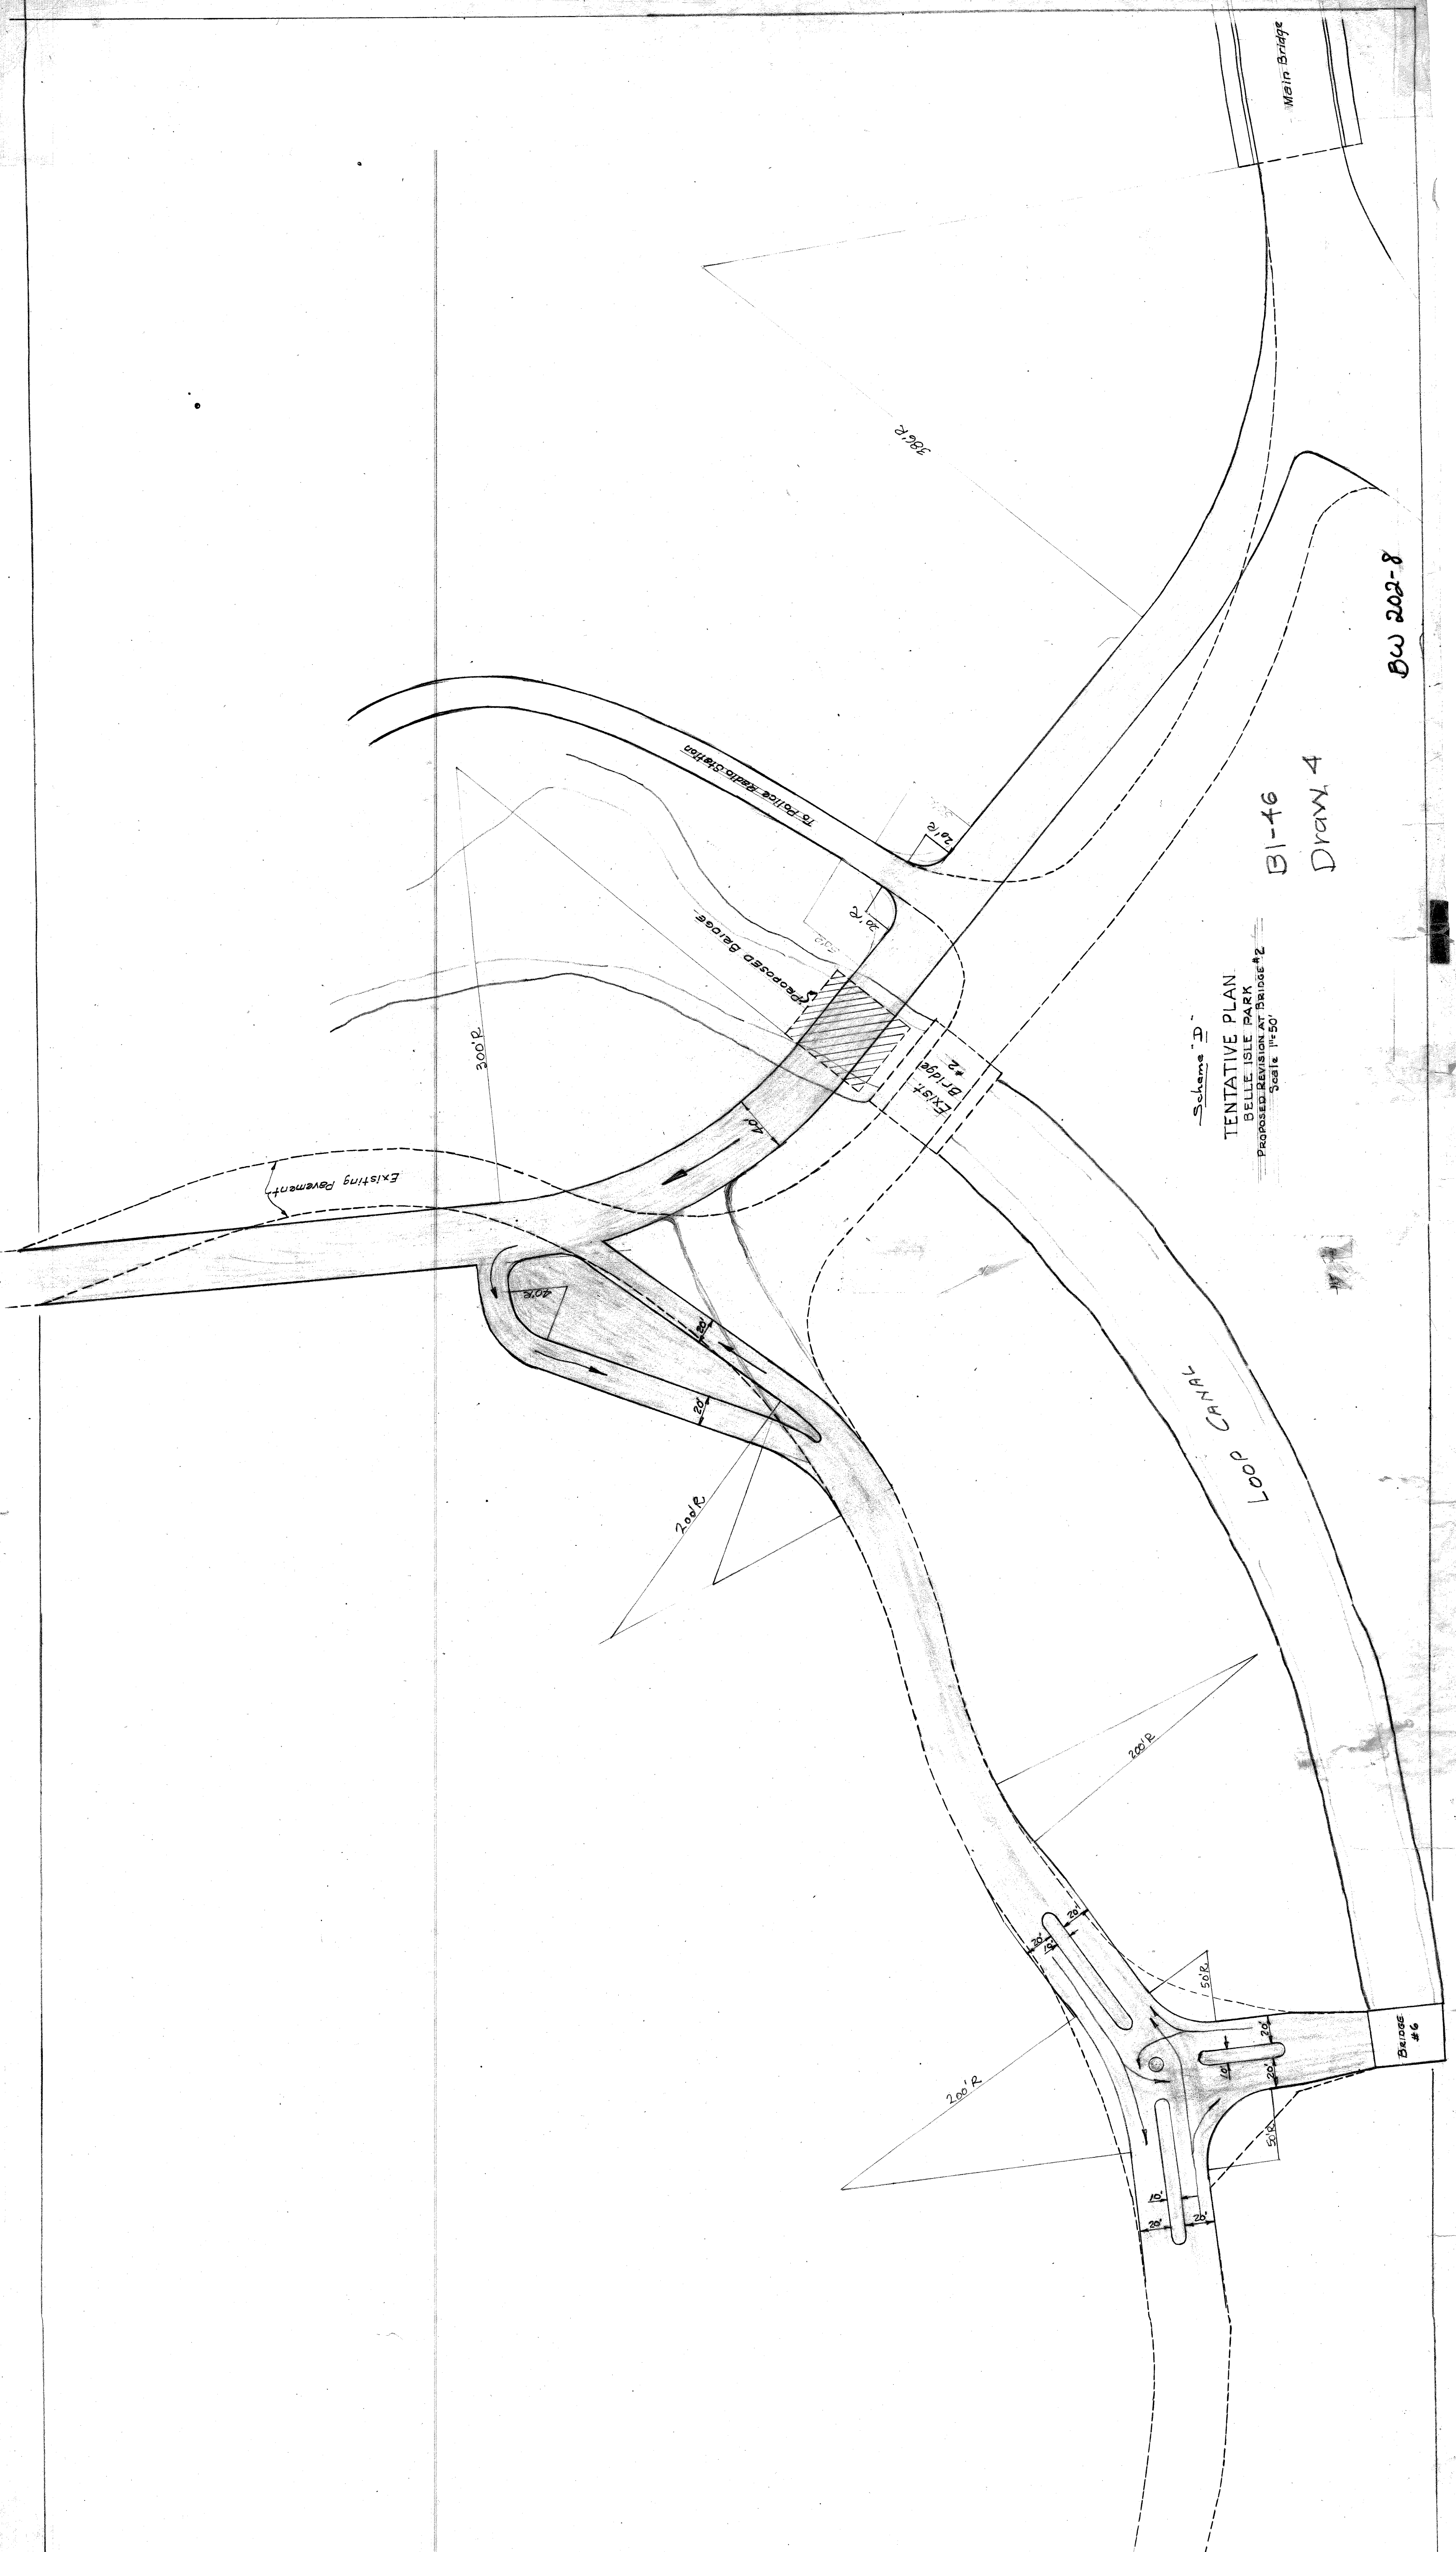 Main Bridge
386'R
BW 202-8
To Police Radio Station
20'R
20'R
B1-46
Draw. 4
PROPOSED BRIDGE
300'R
Exist.
Bridge
#2
Scheme "D"
TENTATIVE PLAN
BELLE ISLE PARK
PROPOSED REVISION AT BRIDGE #2
Scale 1"=50'
40'
Existing Pavement
40'R
20'
20'
LOOP CANAL
200'R
200'R
20'
20'
10'
50'R
BRIDGE
#6
20'
10'
20'
200'R
50'R
10'
20'
20'